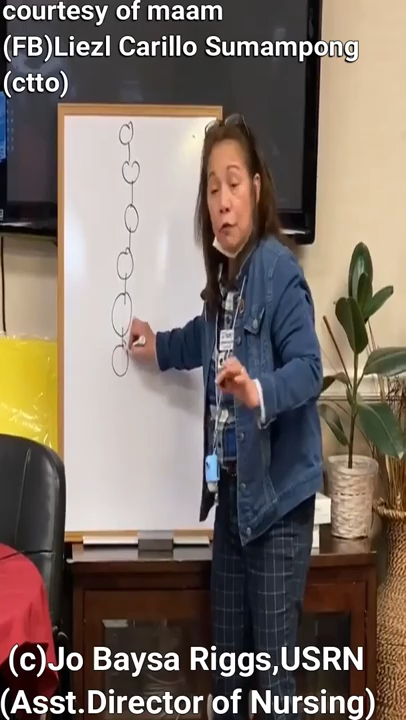 courtesy of maam
(FB)Liezl Carillo Sumampong
(ctto)
(c)Jo Baysa Riggs,USRN
(Asst.Director of Nursing)